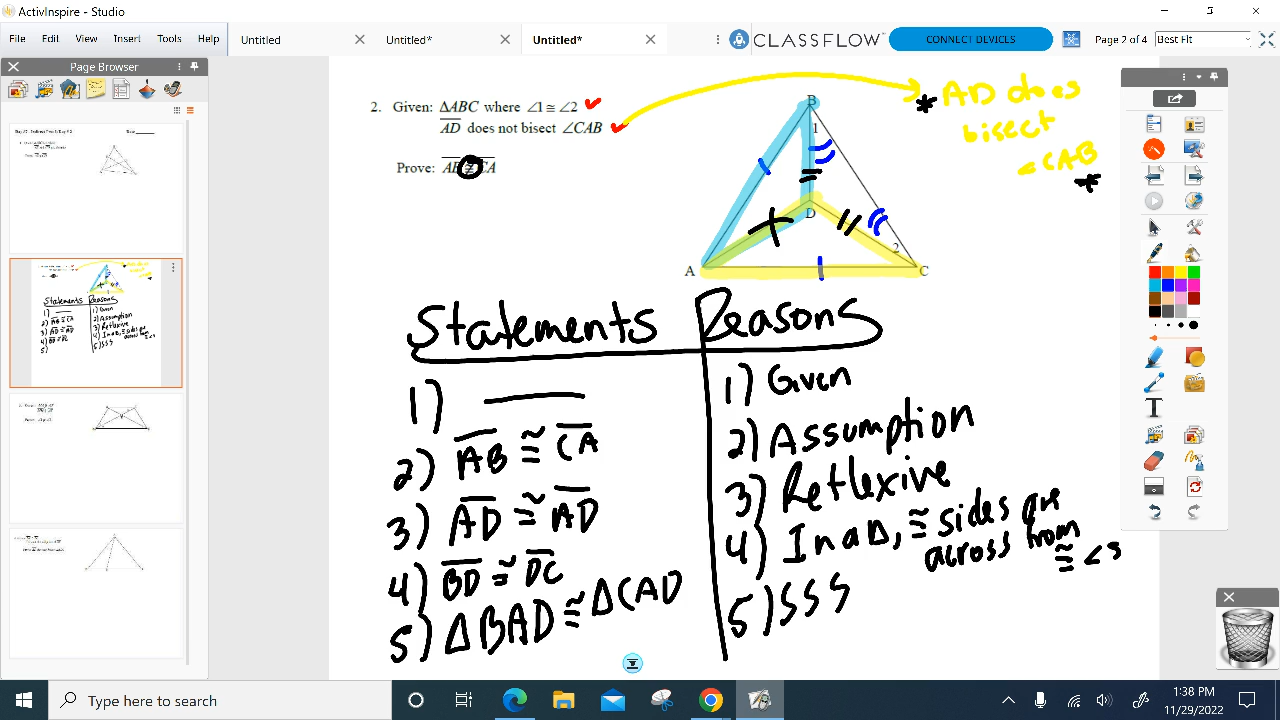 ActivInspire - Studio
File Edit View Insert Tools Help
Untitled
Untitled*
Untitled*
CLASSFLOW™
CONNECT DEVICES
Page 2 of 4
Best Fit
Page Browser
2. Given: ΔABC where ∠1 ≅ ∠2
AD does not bisect ∠CAB
Prove: AB ≅ CA
* AD does
bisect
∠CAB
*
B
1
D
2
A
C
Statements Reasons
1) ——— 1) Given
2) AB ≅ CA 2) Assumption
3) AD ≅ AD 3) Reflexive
4) BD ≅ DC 4) In a Δ, ≅ sides are
across from
≅ ∠s
5) ΔBAD ≅ ΔCAD 5) SSS
T
Type here to search
1:38 PM
11/29/2022